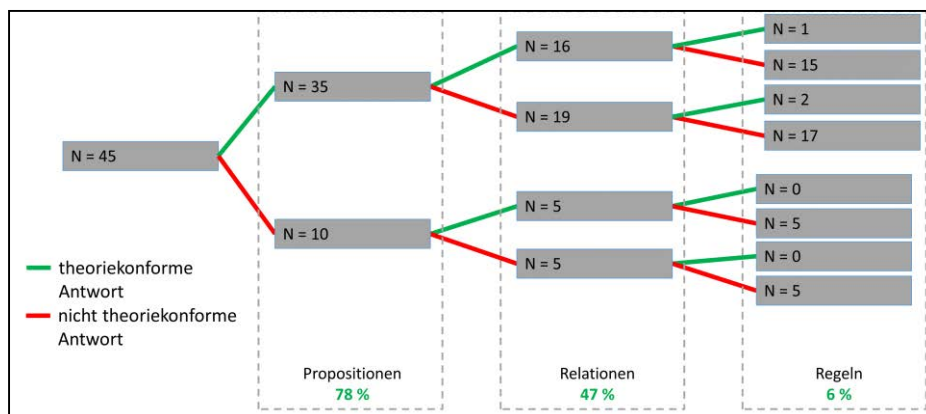 N = 45
N = 35
N = 10
N = 16
N = 19
N = 5
N = 5
N = 1
N = 15
N = 2
N = 17
N = 0
N = 5
N = 0
N = 5
theoriekonforme
Antwort
nicht theoriekonforme
Antwort
Propositionen
78 %
Relationen
47 %
Regeln
6 %